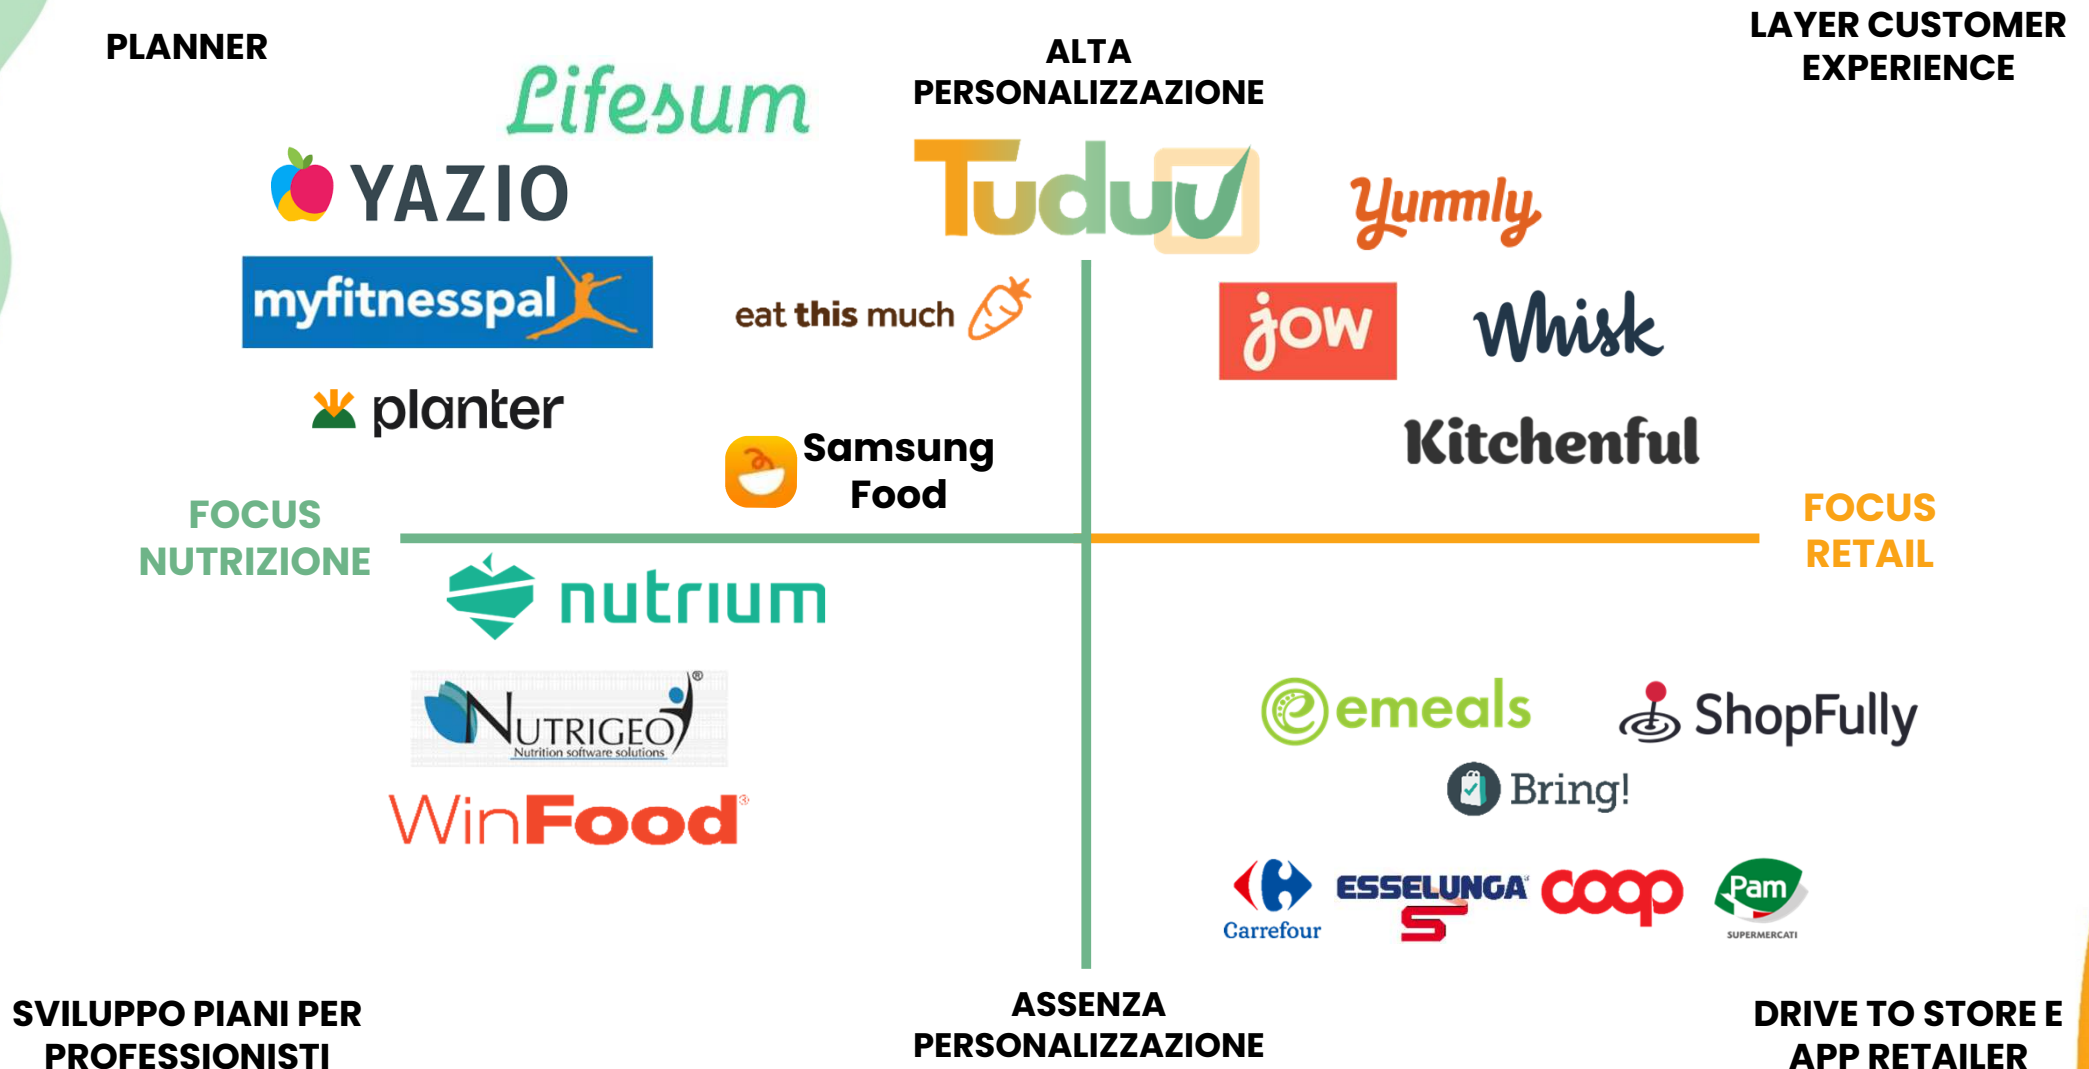 PLANNER
LAYER CUSTOMER
EXPERIENCE
ALTA
PERSONALIZZAZIONE
Lifesum
YAZIO
Tuduu
Yummly
myfitnesspal
eat this much
jow
Whisk
planter
Samsung
Food
Kitchenful
FOCUS
NUTRIZIONE
FOCUS
RETAIL
nutrium
NUTRIGEO®
Nutrition software solutions
emeals
ShopFully
Bring!
WinFood®
Carrefour
ESSELUNGA
S
coop
Pam
SUPERMERCATI
SVILUPPO PIANI PER
PROFESSIONISTI
ASSENZA
PERSONALIZZAZIONE
DRIVE TO STORE E
APP RETAILER